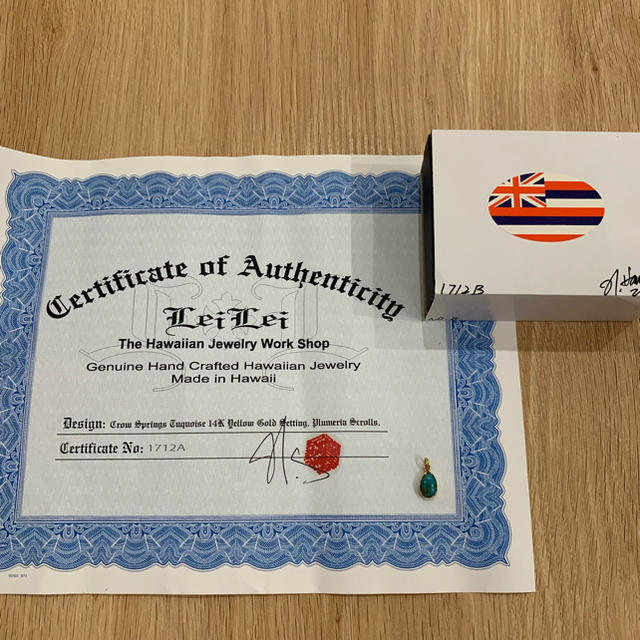 Certificate of Authenticity
LeiLei
The Hawaiian Jewelry Work Shop
Genuine Hand Crafted Hawaiian Jewelry
Made in Hawaii
Design: Crow Springs Tuquoise 14K Yellow Gold Setting. Plumeria Scrolls.
Certificate No: 1712A
1712B